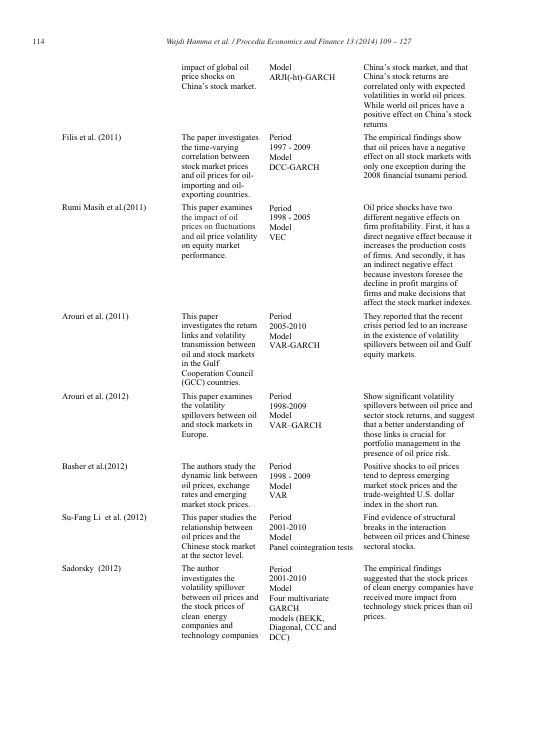 114
Wajdi Hamma et al. / Procedia Economics and Finance 13 (2014) 109 – 127
impact of global oil
price shocks on
China's stock market.
Model
ARJI(-ht)-GARCH
China's stock market, and that
China's stock returns are
correlated only with expected
volatilities in world oil prices.
While world oil prices have a
positive effect on China's stock
returns
Filis et al. (2011)
The paper investigates
the time-varying
correlation between
stock market prices
and oil prices for oil-
importing and oil-
exporting countries.
Period
1997 - 2009
Model
DCC-GARCH
The empirical findings show
that oil prices have a negative
effect on all stock markets with
only one exception during the
2008 financial tsunami period.
Rumi Masih et al.(2011)
This paper examines
the impact of oil
prices on fluctuations
and oil price volatility
on equity market
performance.
Period
1998 - 2005
Model
VEC
Oil price shocks have two
different negative effects on
firm profitability. First, it has a
direct negative effect because it
increases the production costs
of firms. And secondly, it has
an indirect negative effect
because investors foresee the
decline in profit margins of
firms and make decisions that
affect the stock market indexes.
Arouri et al. (2011)
This paper
investigates the return
links and volatility
transmission between
oil and stock markets
in the Gulf
Cooperation Council
(GCC) countries.
Period
2005-2010
Model
VAR-GARCH
They reported that the recent
crisis period led to an increase
in the existence of volatility
spillovers between oil and Gulf
equity markets.
Arouri et al. (2012)
This paper examines
the volatility
spillovers between oil
and stock markets in
Europe.
Period
1998-2009
Model
VAR–GARCH
Show significant volatility
spillovers between oil price and
sector stock returns, and suggest
that a better understanding of
those links is crucial for
portfolio management in the
presence of oil price risk.
Basher et al.(2012)
The authors study the
dynamic link between
oil prices, exchange
rates and emerging
market stock prices.
Period
1998 - 2009
Model
VAR
Positive shocks to oil prices
tend to depress emerging
market stock prices and the
trade-weighted U.S. dollar
index in the short run.
Su-Fang Li et al. (2012)
This paper studies the
relationship between
oil prices and the
Chinese stock market
at the sector level.
Period
2001-2010
Model
Panel cointegration tests
Find evidence of structural
breaks in the interaction
between oil prices and Chinese
sectoral stocks.
Sadorsky (2012)
The author
investigates the
volatility spillover
between oil prices and
the stock prices of
clean energy
companies and
technology companies
Period
2001-2010
Model
Four multivariate
GARCH
models (BEKK,
Diagonal, CCC and
DCC)
The empirical findings
suggested that the stock prices
of clean energy companies have
received more impact from
technology stock prices than oil
prices.